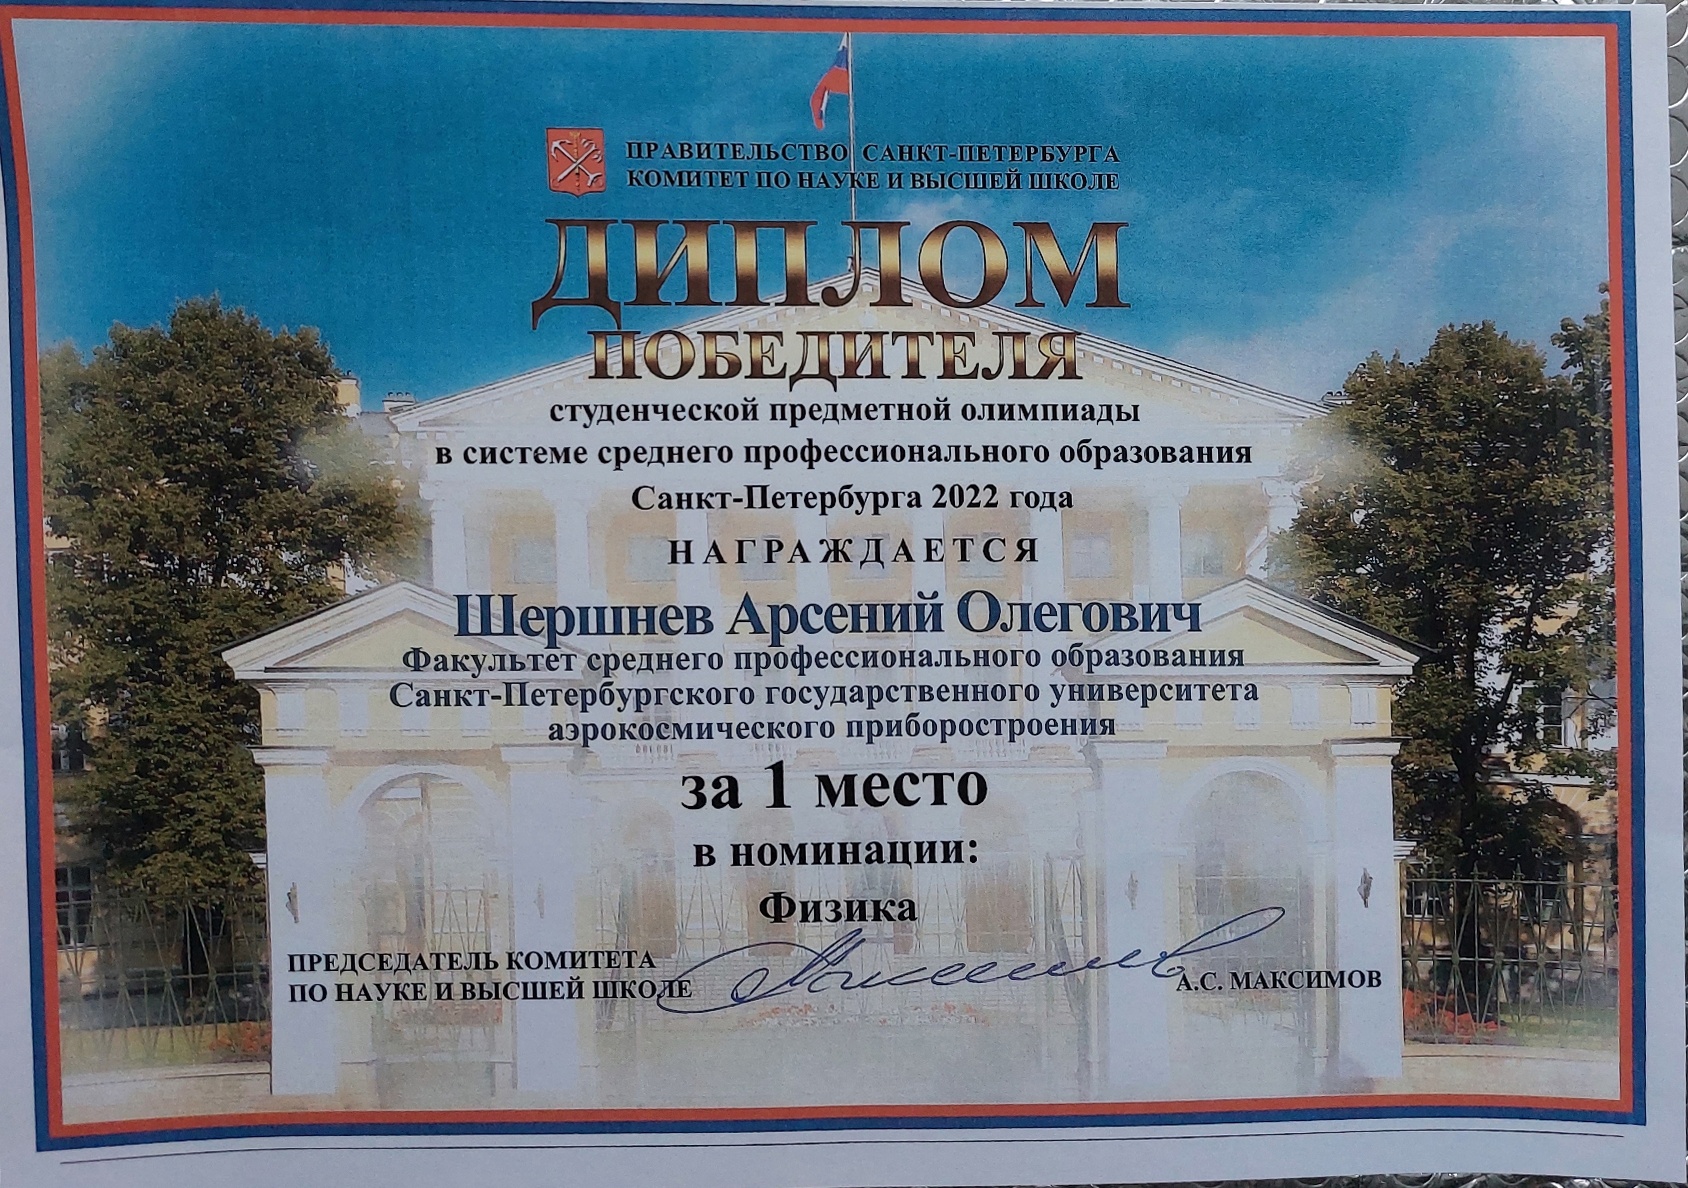 ПРАВИТЕЛЬСТВО САНКТ-ПЕТЕРБУРГА
КОМИТЕТ ПО НАУКЕ И ВЫСШЕЙ ШКОЛЕ
ДИПЛОМ
ПОБЕДИТЕЛЯ
студенческой предметной олимпиады
в системе среднего профессионального образования
Санкт-Петербурга 2022 года
НАГРАЖДАЕТСЯ
Шершнев Арсений Олегович
Факультет среднего профессионального образования
Санкт-Петербургского государственного университета
аэрокосмического приборостроения
за 1 место
в номинации:
Физика
ПРЕДСЕДАТЕЛЬ КОМИТЕТА
ПО НАУКЕ И ВЫСШЕЙ ШКОЛЕ
А.С. МАКСИМОВ